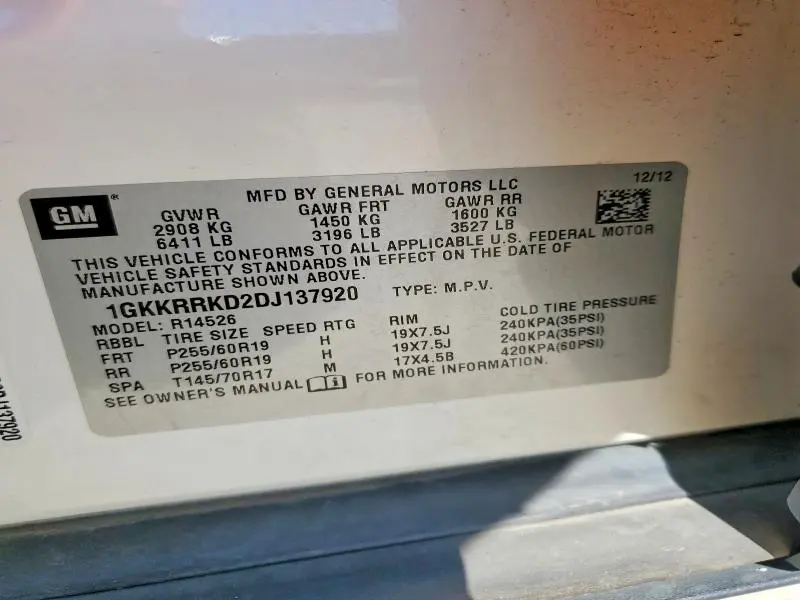 GM®
MFD BY GENERAL MOTORS LLC
12/12
GVWR GAWR FRT GAWR RR
2908 KG 1450 KG 1600 KG
6411 LB 3196 LB 3527 LB
THIS VEHICLE CONFORMS TO ALL APPLICABLE U.S. FEDERAL MOTOR
VEHICLE SAFETY STANDARDS IN EFFECT ON THE DATE OF
MANUFACTURE SHOWN ABOVE.
1GKKRRKD2DJ137920 TYPE: M.P.V.
MODEL: R14526
RBBL TIRE SIZE SPEED RTG RIM COLD TIRE PRESSURE
FRT P255/60R19 H 19X7.5J 240KPA(35PSI)
RR P255/60R19 H 19X7.5J 240KPA(35PSI)
SPA T145/70R17 M 17X4.5B 420KPA(60PSI)
SEE OWNER'S MANUAL FOR MORE INFORMATION.